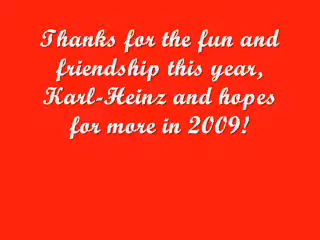 Thanks for the fun and
friendship this year,
Karl-Heinz and hopes
for more in 2009!